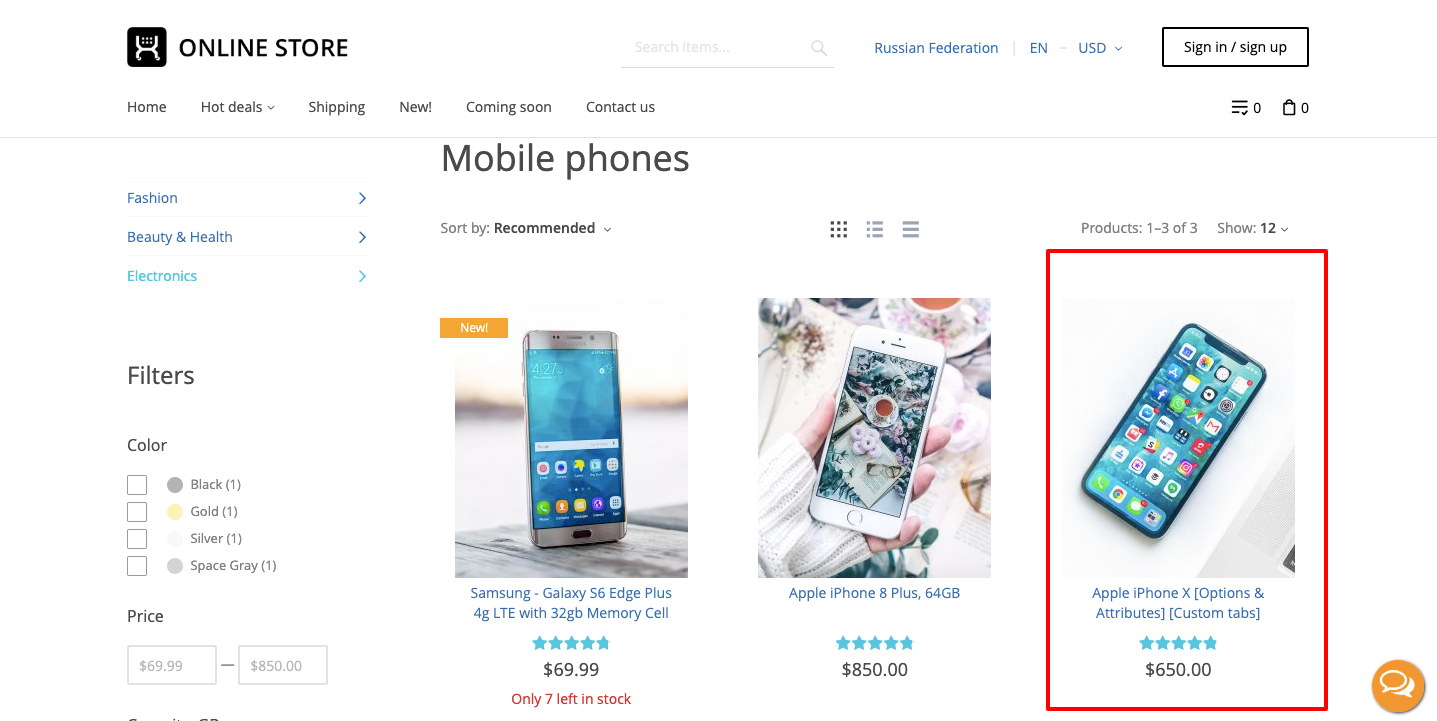 ONLINE STORE
Search items...
Russian Federation
EN – USD
Sign in / sign up
Home
Hot deals
Shipping
New!
Coming soon
Contact us
0
0
Mobile phones
Fashion
Beauty & Health
Electronics
Sort by: Recommended
Products: 1–3 of 3
Show: 12
Filters
Color
Black (1)
Gold (1)
Silver (1)
Space Gray (1)
Price
$69.99 — $850.00
New!
4:27
Samsung - Galaxy S6 Edge Plus
4g LTE with 32gb Memory Cell
$69.99
Only 7 left in stock
Apple iPhone 8 Plus, 64GB
$850.00
Apple iPhone X [Options &
Attributes] [Custom tabs]
$650.00